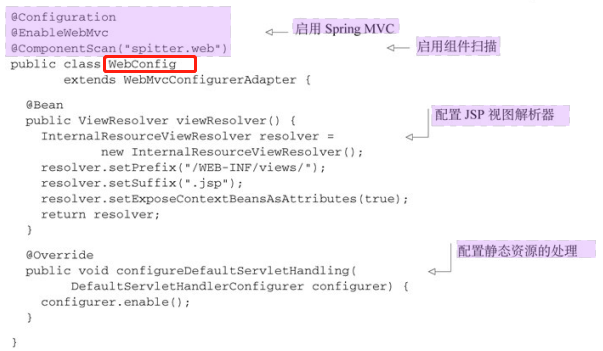 @Configuration
@EnableWebMvc
启用 Spring MVC
@ComponentScan("spitter.web")
启用组件扫描
public class WebConfig
extends WebMvcConfigurerAdapter {
@Bean
public ViewResolver viewResolver() {
配置 JSP 视图解析器
InternalResourceViewResolver resolver =
new InternalResourceViewResolver();
resolver.setPrefix("/WEB-INF/views/");
resolver.setSuffix(".jsp");
resolver.setExposeContextBeansAsAttributes(true);
return resolver;
}
@Override
配置静态资源的处理
public void configureDefaultServletHandling(
DefaultServletHandlerConfigurer configurer) {
configurer.enable();
}
}